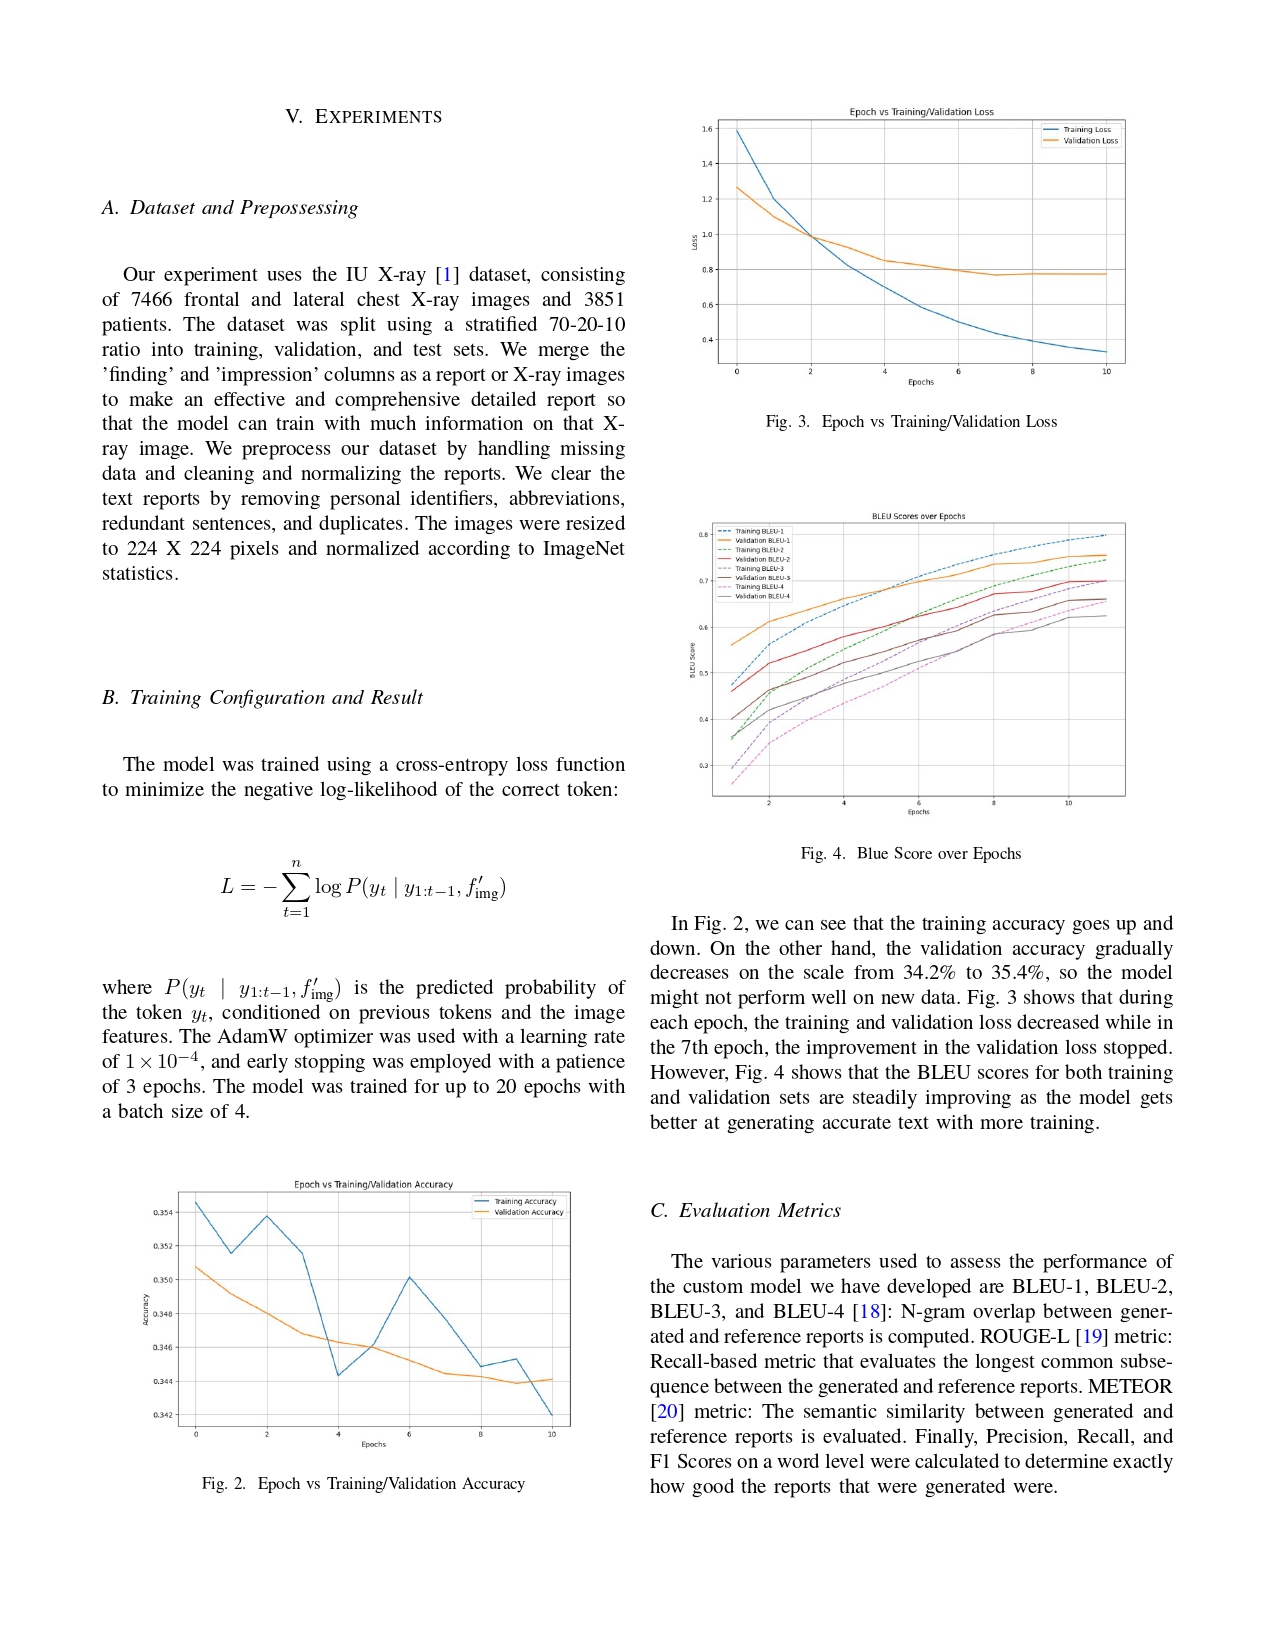 V. EXPERIMENTS
A. Dataset and Prepossessing
Our experiment uses the IU X-ray [1] dataset, consisting
of 7466 frontal and lateral chest X-ray images and 3851
patients. The dataset was split using a stratified 70-20-10
ratio into training, validation, and test sets. We merge the
’finding’ and ’impression’ columns as a report or X-ray images
to make an effective and comprehensive detailed report so
that the model can train with much information on that X-
ray image. We preprocess our dataset by handling missing
data and cleaning and normalizing the reports. We clear the
text reports by removing personal identifiers, abbreviations,
redundant sentences, and duplicates. The images were resized
to 224 X 224 pixels and normalized according to ImageNet
statistics.
B. Training Configuration and Result
The model was trained using a cross-entropy loss function
to minimize the negative log-likelihood of the correct token:
L = − ∑_{t=1}^{n} log P(y_t | y_{1:t−1}, f′_{img})
where P(y_t | y_{1:t−1}, f′_{img}) is the predicted probability of
the token y_t, conditioned on previous tokens and the image
features. The AdamW optimizer was used with a learning rate
of 1 × 10^{−4}, and early stopping was employed with a patience
of 3 epochs. The model was trained for up to 20 epochs with
a batch size of 4.
Epoch vs Training/Validation Accuracy
Training Accuracy
Validation Accuracy
0.354
0.352
0.350
0.348
0.346
0.344
0.342
Accuracy
0 2 4 6 8 10
Epochs
Fig. 2. Epoch vs Training/Validation Accuracy
Epoch vs Training/Validation Loss
Training Loss
Validation Loss
1.6
1.4
1.2
1.0
0.8
0.6
0.4
Loss
0 2 4 6 8 10
Epochs
Fig. 3. Epoch vs Training/Validation Loss
BLEU Scores over Epochs
Training BLEU-1
Validation BLEU-1
Training BLEU-2
Validation BLEU-2
Training BLEU-3
Validation BLEU-3
Training BLEU-4
Validation BLEU-4
0.8
0.7
0.6
0.5
0.4
0.3
BLEU Score
2 4 6 8 10
Epochs
Fig. 4. Blue Score over Epochs
In Fig. 2, we can see that the training accuracy goes up and
down. On the other hand, the validation accuracy gradually
decreases on the scale from 34.2% to 35.4%, so the model
might not perform well on new data. Fig. 3 shows that during
each epoch, the training and validation loss decreased while in
the 7th epoch, the improvement in the validation loss stopped.
However, Fig. 4 shows that the BLEU scores for both training
and validation sets are steadily improving as the model gets
better at generating accurate text with more training.
C. Evaluation Metrics
The various parameters used to assess the performance of
the custom model we have developed are BLEU-1, BLEU-2,
BLEU-3, and BLEU-4 [18]: N-gram overlap between gener-
ated and reference reports is computed. ROUGE-L [19] metric:
Recall-based metric that evaluates the longest common subse-
quence between the generated and reference reports. METEOR
[20] metric: The semantic similarity between generated and
reference reports is evaluated. Finally, Precision, Recall, and
F1 Scores on a word level were calculated to determine exactly
how good the reports that were generated were.